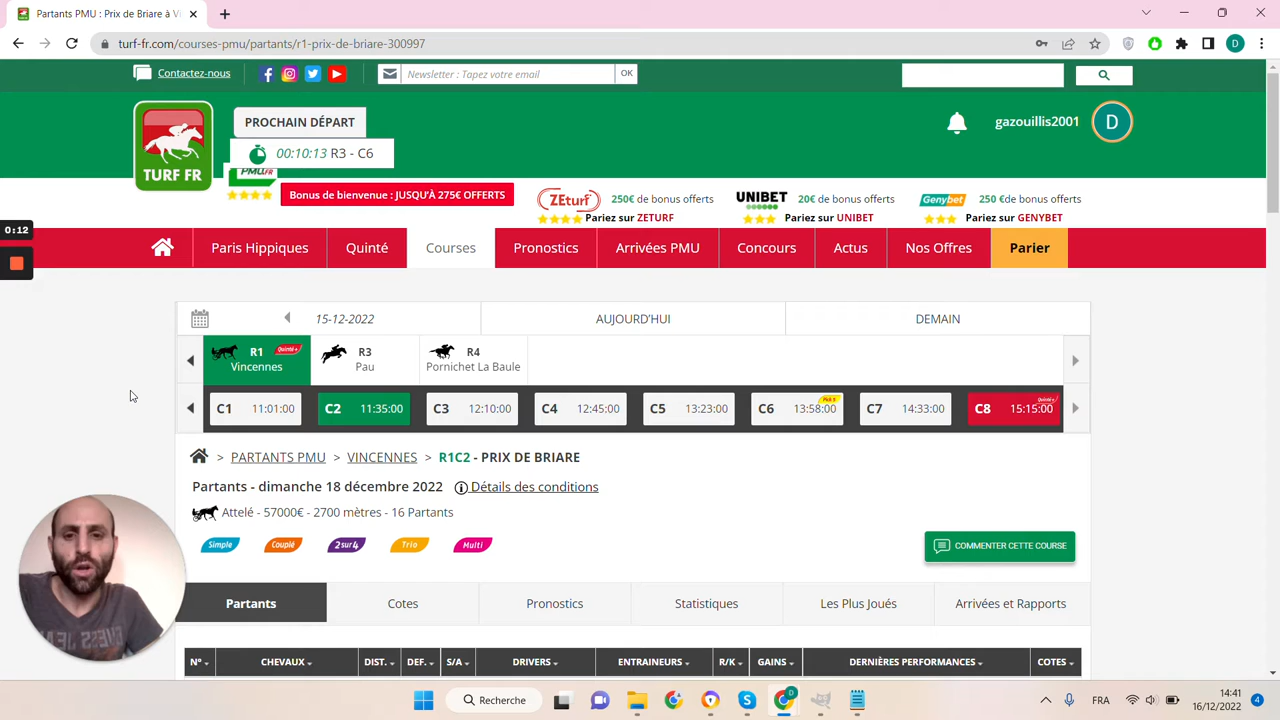 Partants PMU : Prix de Briare à Vi
turf-fr.com/courses-pmu/partants/r1-prix-de-briare-300997
D
Contactez-nous
Newsletter : Tapez votre email
OK
TURF FR
PROCHAIN DÉPART
00:10:13 R3 - C6
gazouillis2001
D
PMU.FR
Bonus de bienvenue : JUSQU'À 275€ OFFERTS
ZEturf
250€ de bonus offerts
Pariez sur ZETURF
UNIBET
20€ de bonus offerts
Pariez sur UNIBET
Genybet
250 €de bonus offerts
Pariez sur GENYBET
0:12
Paris Hippiques
Quinté
Courses
Pronostics
Arrivées PMU
Concours
Actus
Nos Offres
Parier
15-12-2022
AUJOURD'HUI
DEMAIN
R1
Quinté+
Vincennes
R3
Pau
R4
Pornichet La Baule
C1 11:01:00
C2 11:35:00
C3 12:10:00
C4 12:45:00
C5 13:23:00
C6 13:58:00
C7 14:33:00
C8 15:15:00
Quinté+
> PARTANTS PMU > VINCENNES > R1C2 - PRIX DE BRIARE
Partants - dimanche 18 décembre 2022 Détails des conditions
Attelé - 57000€ - 2700 mètres - 16 Partants
Simple
Couplé
2sur4
Trio
Multi
COMMENTER CETTE COURSE
Partants
Cotes
Pronostics
Statistiques
Les Plus Joués
Arrivées et Rapports
N°
CHEVAUX
DIST.
DEF.
S/A
DRIVERS
ENTRAINEURS
R/K
GAINS
DERNIÈRES PERFORMANCES
COTES
GUESS JEANS
Recherche
D
FRA
14:41
16/12/2022
4